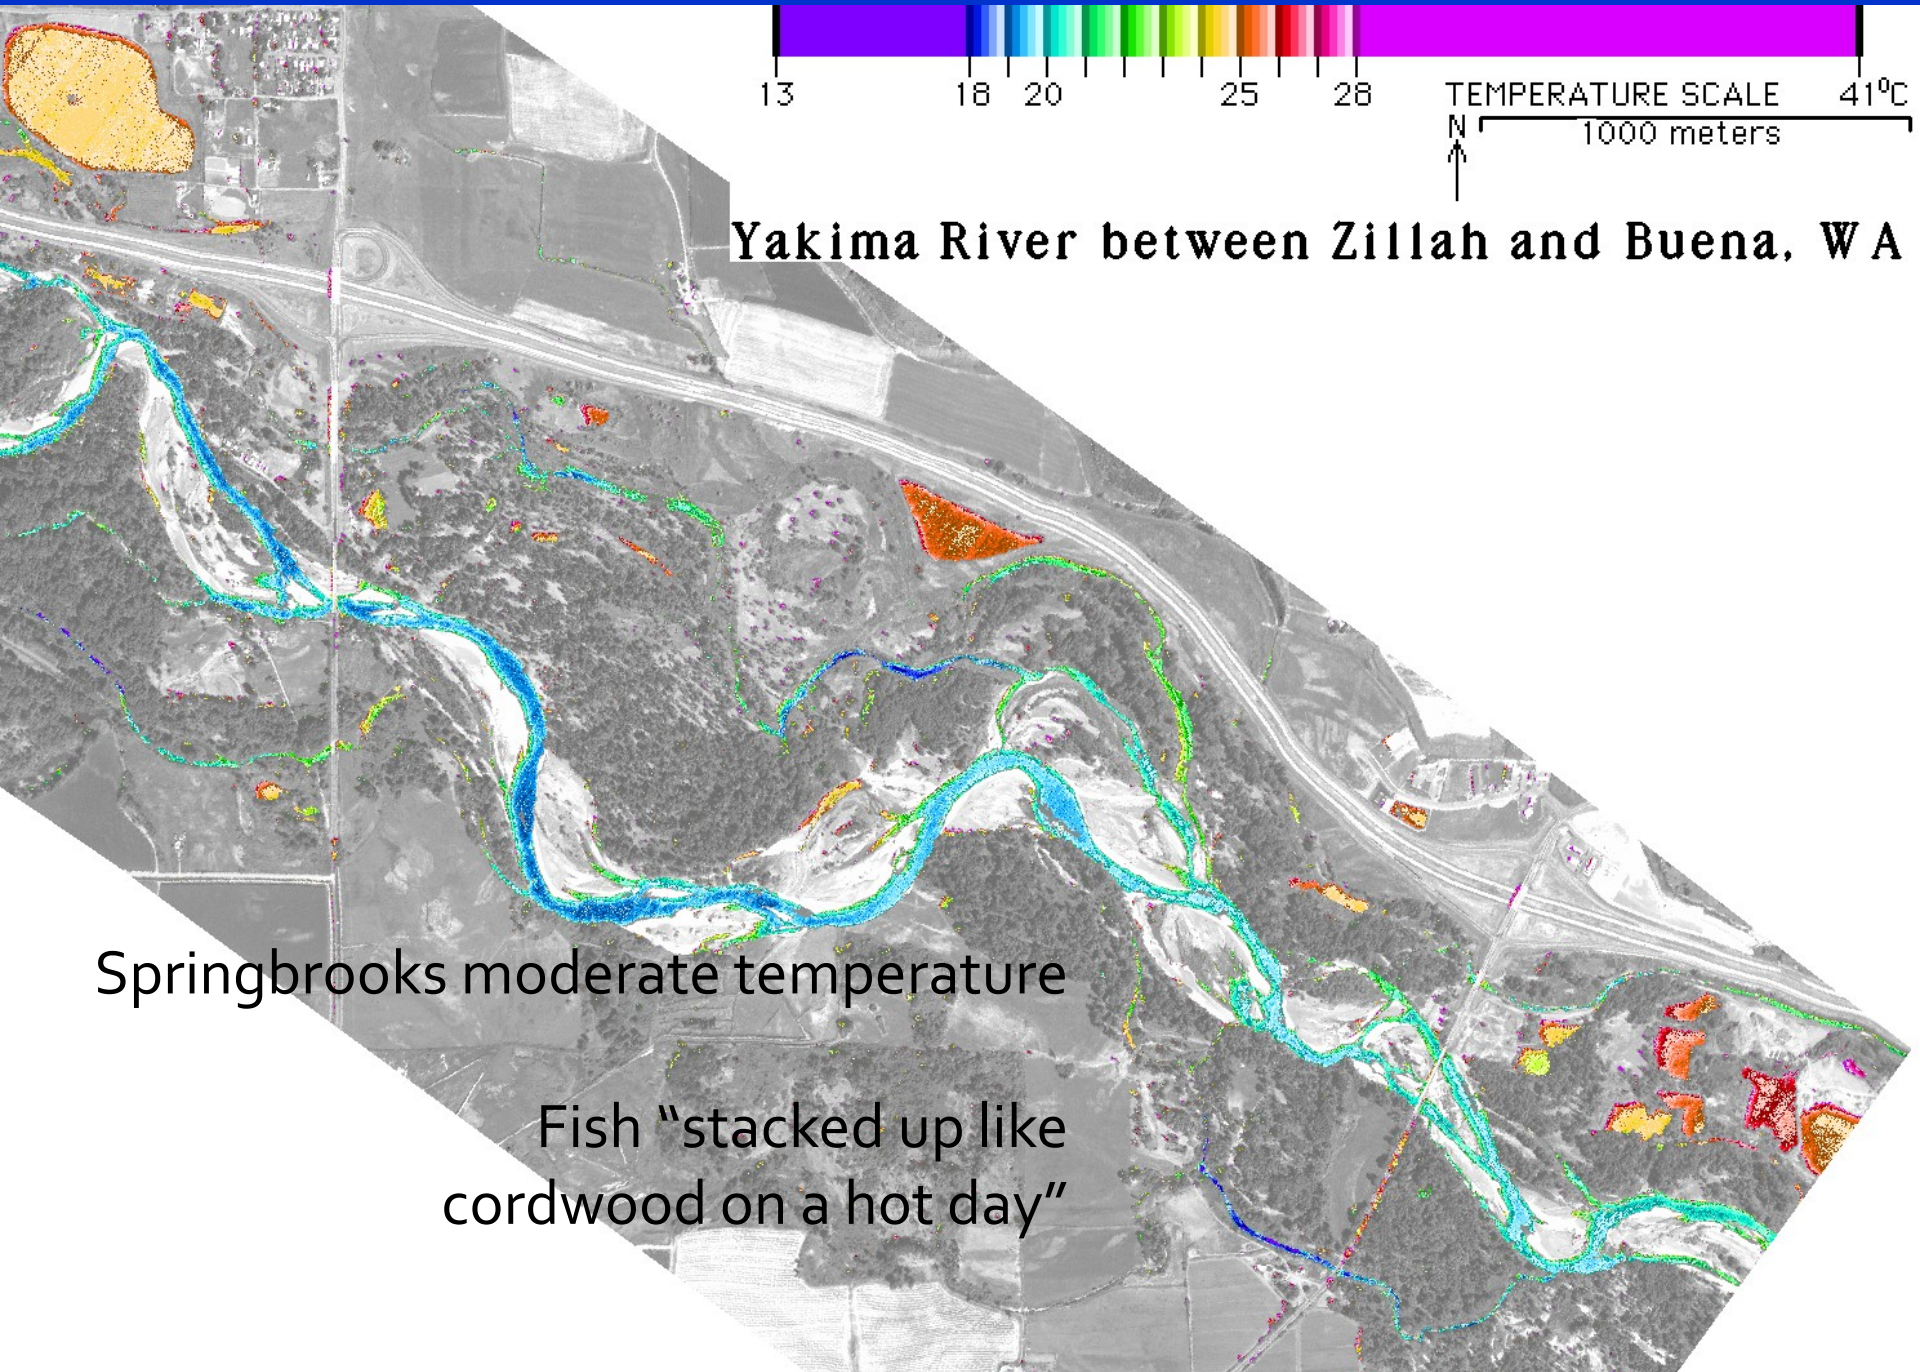 13 18 20 25 28 41⁰C
TEMPERATURE SCALE
N
1000 meters
Yakima River between Zillah and Buena, WA
Springbrooks moderate temperature
Fish “stacked up like
cordwood on a hot day”